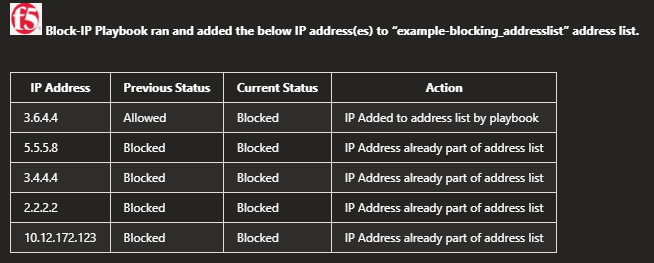 f5 Block-IP Playbook ran and added the below IP address(es) to “example-blocking_addresslist” address list.
IP Address Previous Status Current Status Action
3.6.4.4 Allowed Blocked IP Added to address list by playbook
5.5.5.8 Blocked Blocked IP Address already part of address list
3.4.4.4 Blocked Blocked IP Address already part of address list
2.2.2.2 Blocked Blocked IP Address already part of address list
10.12.172.123 Blocked Blocked IP Address already part of address list